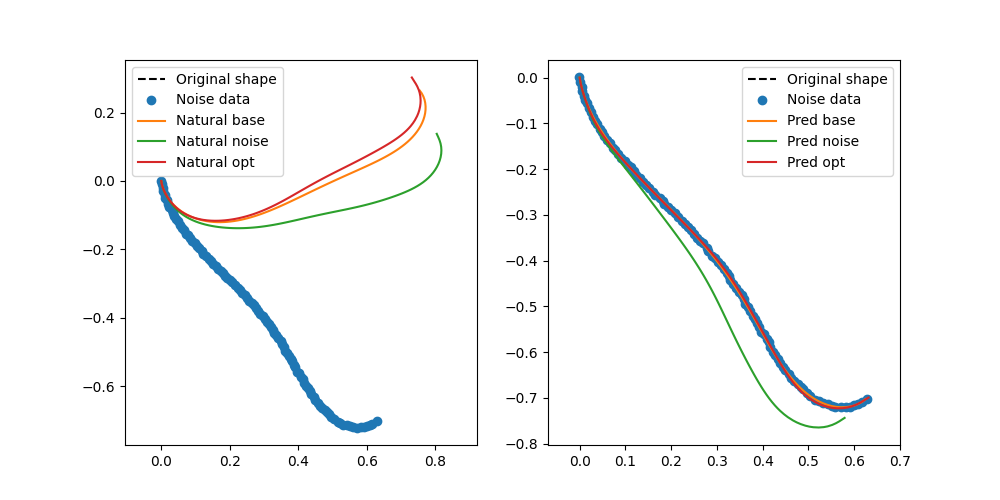 Original shape
Noise data
Natural base
Natural noise
Natural opt
0.2
0.0
−0.2
−0.4
−0.6
0.0 0.2 0.4 0.6 0.8
Original shape
Noise data
Pred base
Pred noise
Pred opt
0.0
−0.1
−0.2
−0.3
−0.4
−0.5
−0.6
−0.7
−0.8
0.0 0.1 0.2 0.3 0.4 0.5 0.6 0.7